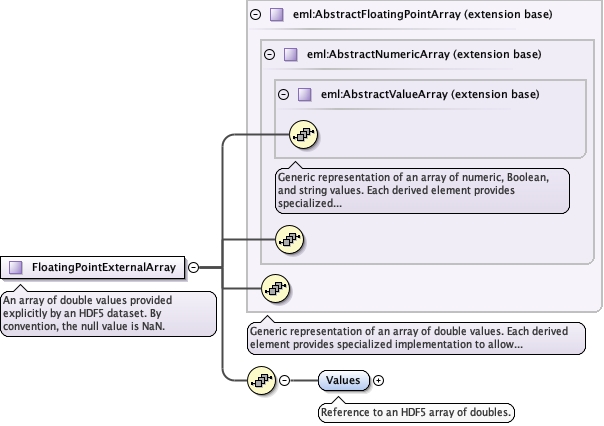 eml:AbstractFloatingPointArray (extension base)
eml:AbstractNumericArray (extension base)
eml:AbstractValueArray (extension base)
Generic representation of an array of numeric, Boolean,
and string values. Each derived element provides
specialized...
FloatingPointExternalArray
An array of double values provided
explicitly by an HDF5 dataset. By
convention, the null value is NaN.
Generic representation of an array of double values. Each derived
element provides specialized implementation to allow...
Values
Reference to an HDF5 array of doubles.